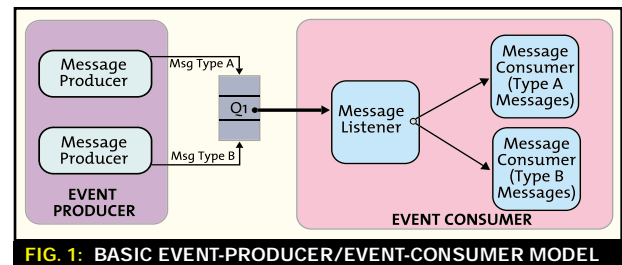 Message
Producer
Msg Type A
Message
Producer
Msg Type B
EVENT
PRODUCER
Q1
Message
Listener
Message
Consumer
(Type A
Messages)
Message
Consumer
(Type B
Messages)
EVENT CONSUMER
FIG. 1: BASIC EVENT-PRODUCER/EVENT-CONSUMER MODEL